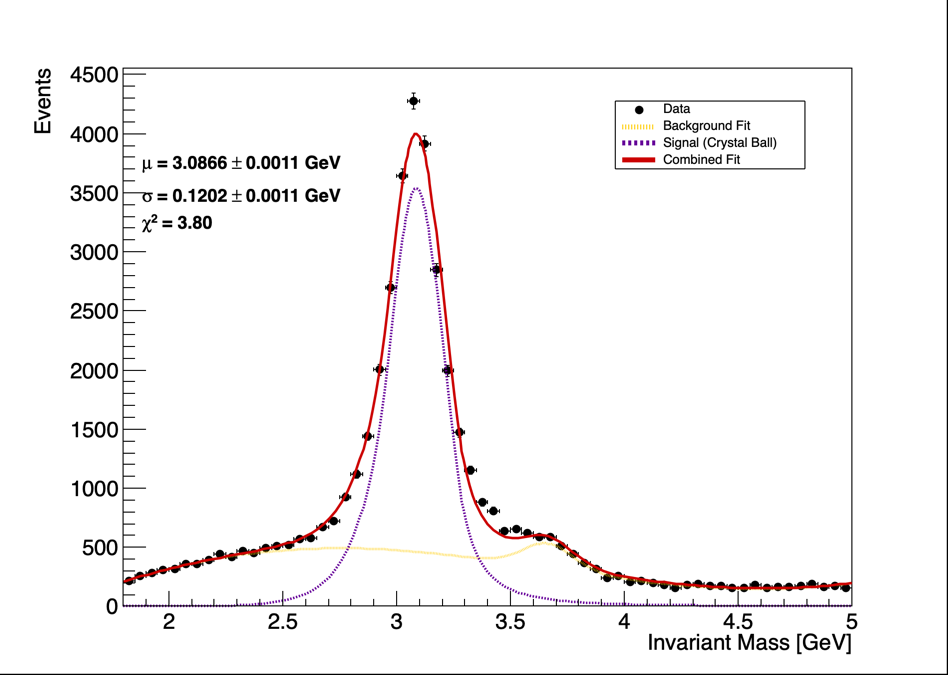 Events
4500
4000
3500
3000
2500
2000
1500
1000
500
0
μ = 3.0866 ± 0.0011 GeV
σ = 0.1202 ± 0.0011 GeV
χ² = 3.80
Data
Background Fit
Signal (Crystal Ball)
Combined Fit
2 2.5 3 3.5 4 4.5 5
Invariant Mass [GeV]